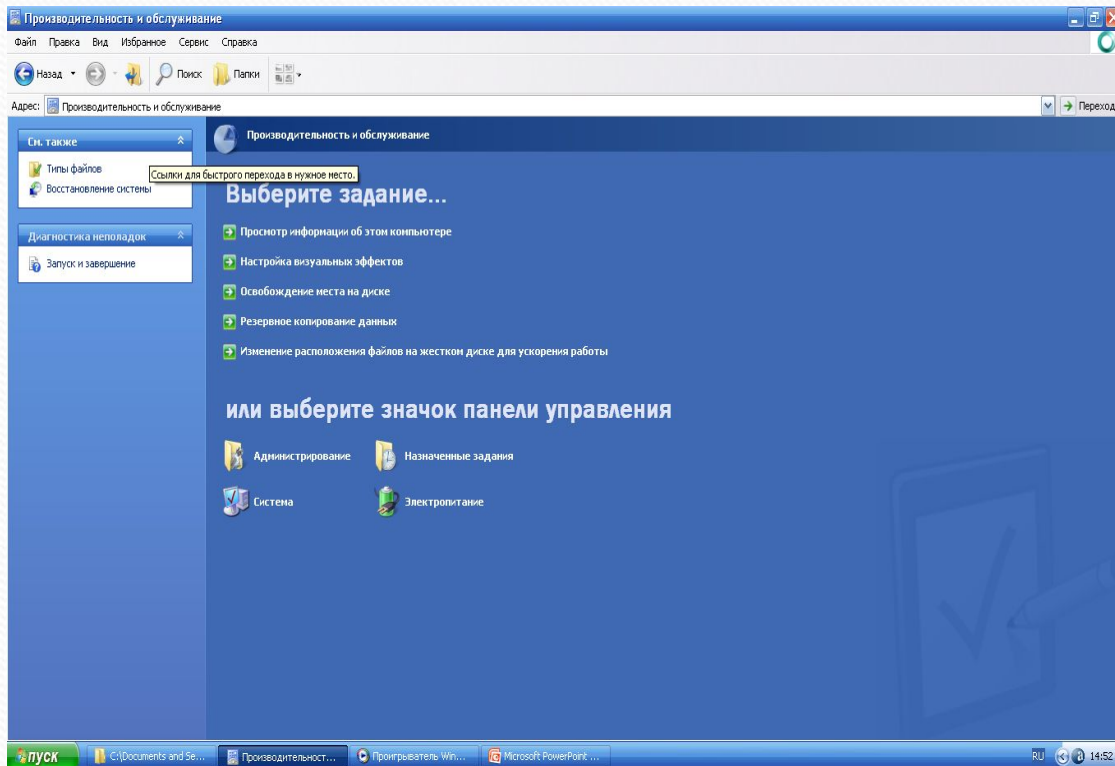 Производительность и обслуживание
Файл Правка Вид Избранное Сервис Справка
Назад Поиск Папки
Адрес: Производительность и обслуживание Переход
См. также
Типы файлов
Ссылки для быстрого перехода в нужное место.
Восстановление системы
Диагностика неполадок
Запуск и завершение
Производительность и обслуживание
Выберите задание...
Просмотр информации об этом компьютере
Настройка визуальных эффектов
Освобождение места на диске
Резервное копирование данных
Изменение расположения файлов на жестком диске для ускорения работы
или выберите значок панели управления
Администрирование Назначенные задания
Система Электропитание
пуск C:\Documents and Se... Производительност... Проигрыватель Win... Microsoft PowerPoint ... RU 14:52